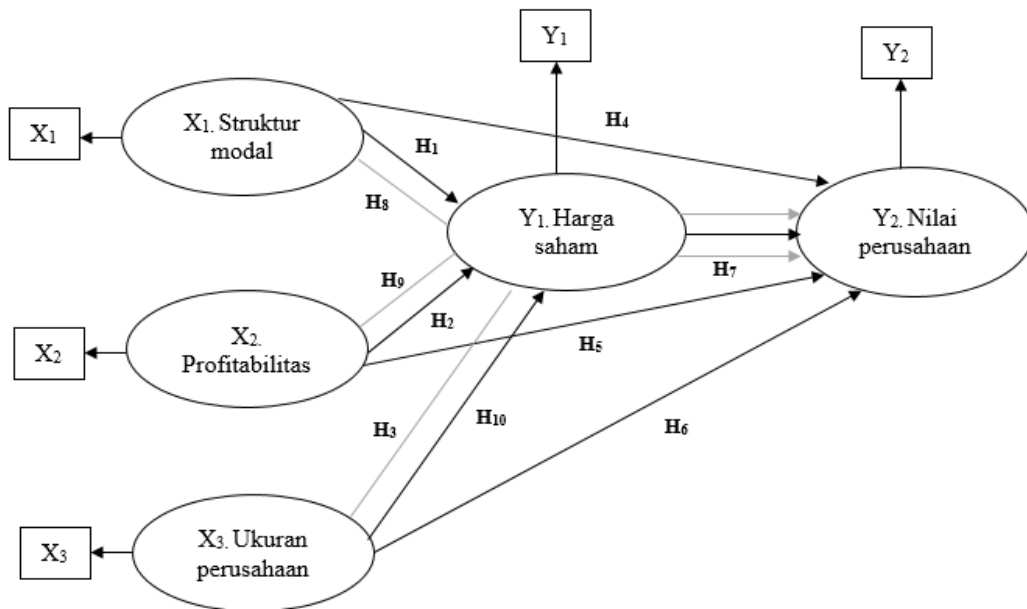 Y₁
Y₂
X₁
X₁. Struktur
modal
H₄
H₁
H₈
Y₁. Harga
saham
Y₂. Nilai
perusahaan
H₇
H₉
H₂
H₅
X₂
X₂.
Profitabilitas
H₃
H₁₀
H₆
X₃
X₃. Ukuran
perusahaan